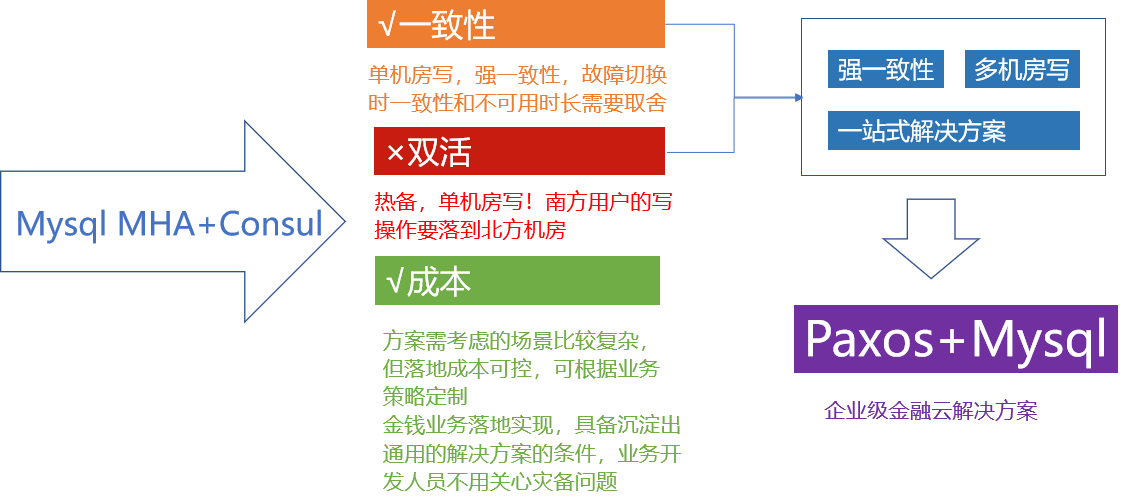 Mysql MHA+Consul
√一致性
单机房写，强一致性，故障切换
时一致性和不可用时长需要取舍
×双活
热备，单机房写！南方用户的写
操作要落到北方机房
√成本
方案需考虑的场景比较复杂，
但落地成本可控，可根据业务
策略定制
金钱业务落地实现，具备沉淀出
通用的解决方案的条件，业务开
发人员不用关心灾备问题
强一致性
多机房写
一站式解决方案
Paxos+Mysql
企业级金融云解决方案